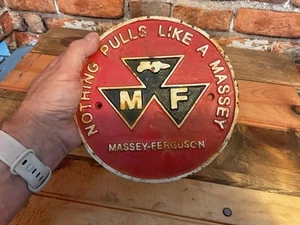 NOTHING PULLS LIKE A MASSEY
M F
MASSEY-FERGUSON